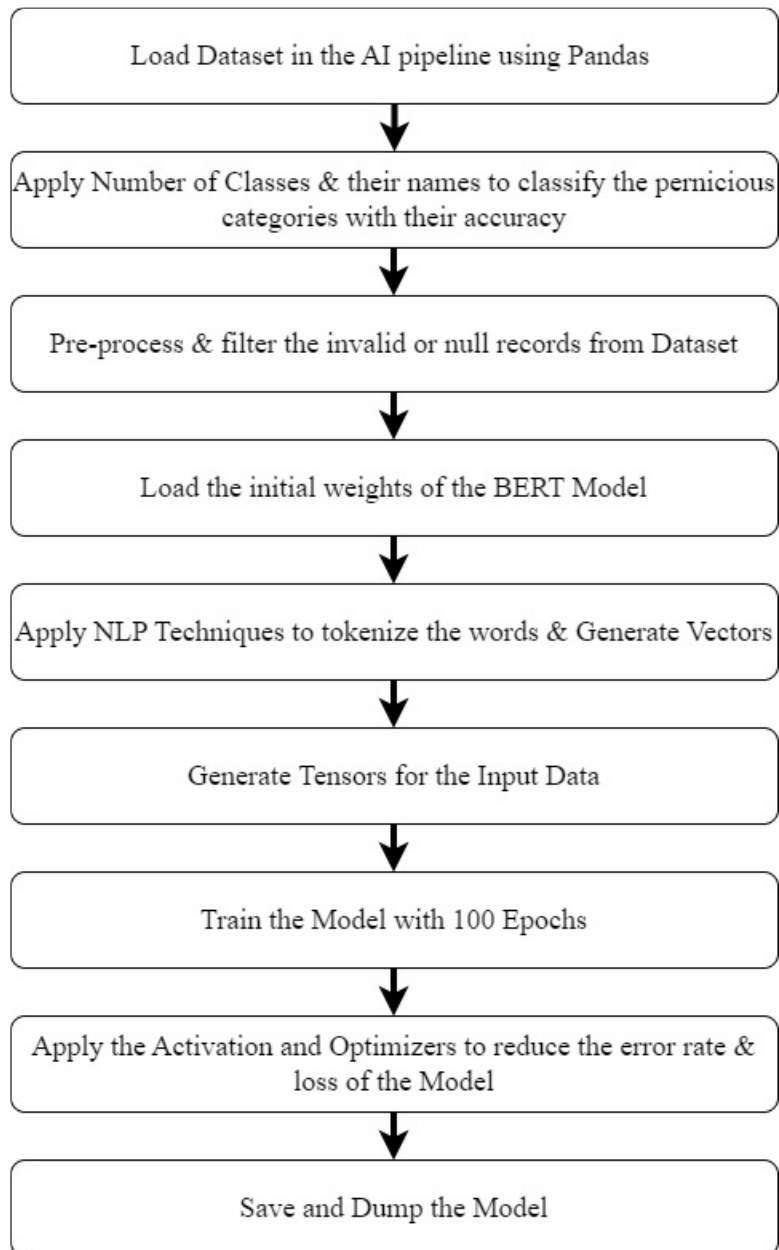 Load Dataset in the AI pipeline using Pandas
Apply Number of Classes & their names to classify the pernicious
categories with their accuracy
Pre-process & filter the invalid or null records from Dataset
Load the initial weights of the BERT Model
Apply NLP Techniques to tokenize the words & Generate Vectors
Generate Tensors for the Input Data
Train the Model with 100 Epochs
Apply the Activation and Optimizers to reduce the error rate &
loss of the Model
Save and Dump the Model